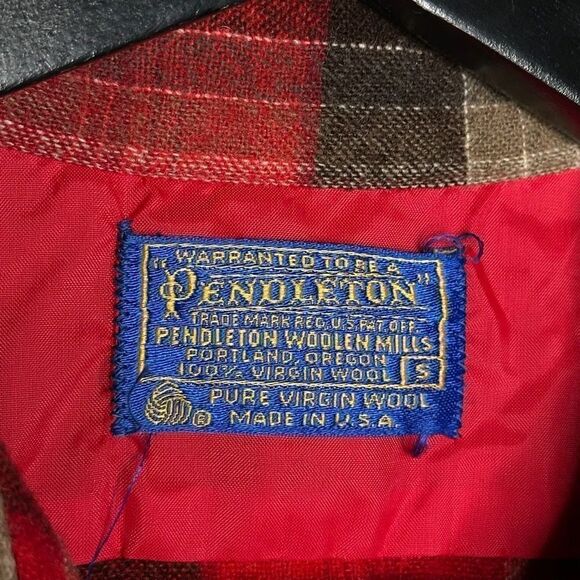 "WARRANTED TO BE A
PENDLETON"
TRADE MARK REG. U.S. PAT. OFF.
PENDLETON WOOLEN MILLS
PORTLAND, OREGON
100% VIRGIN WOOL S
PURE VIRGIN WOOL
® MADE IN U.S.A.